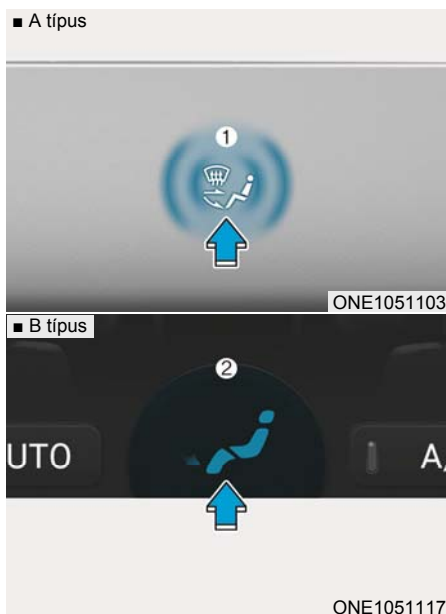 ■ A típus
①
ONE1051103
■ B típus
②
UTO
A/
ONE1051117